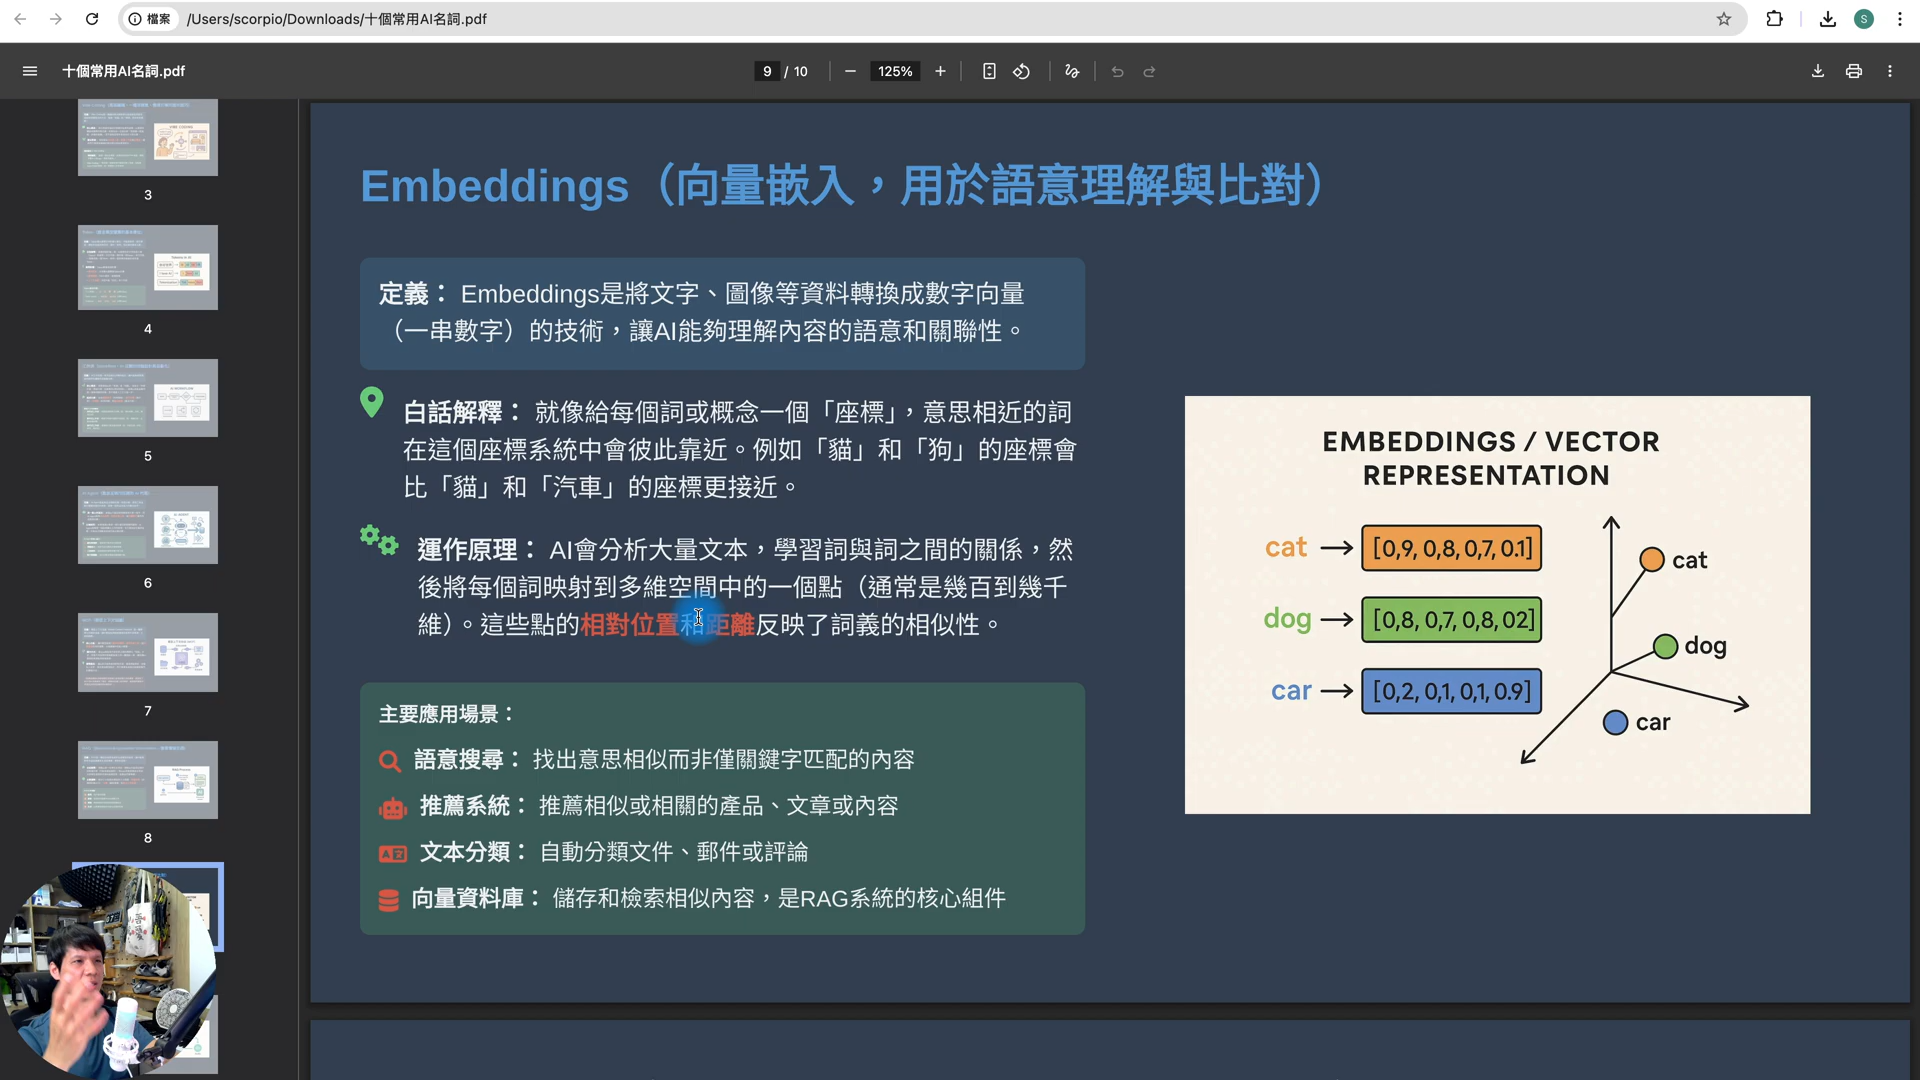 檔案
/Users/scorpio/Downloads/十個常用AI名詞.pdf
S
十個常用AI名詞.pdf
9 / 10
125%
3
4
5
6
7
8
Embeddings（向量嵌入，用於語意理解與比對）
定義： Embeddings是將文字、圖像等資料轉換成數字向量
（一串數字）的技術，讓AI能夠理解內容的語意和關聯性。
白話解釋： 就像給每個詞或概念一個「座標」，意思相近的詞
在這個座標系統中會彼此靠近。例如「貓」和「狗」的座標會
比「貓」和「汽車」的座標更接近。
運作原理： AI會分析大量文本，學習詞與詞之間的關係，然
後將每個詞映射到多維空間中的一個點（通常是幾百到幾千
維）。這些點的相對位置和距離反映了詞義的相似性。
主要應用場景：
語意搜尋： 找出意思相似而非僅關鍵字匹配的內容
推薦系統： 推薦相似或相關的產品、文章或內容
文本分類： 自動分類文件、郵件或評論
向量資料庫： 儲存和檢索相似內容，是RAG系統的核心組件
EMBEDDINGS / VECTOR
REPRESENTATION
cat [0,9, 0,8, 0,7, 0.1]
dog [0,8, 0,7, 0,8, 02]
car [0,2, 0,1, 0,1, 0.9]
cat
dog
car